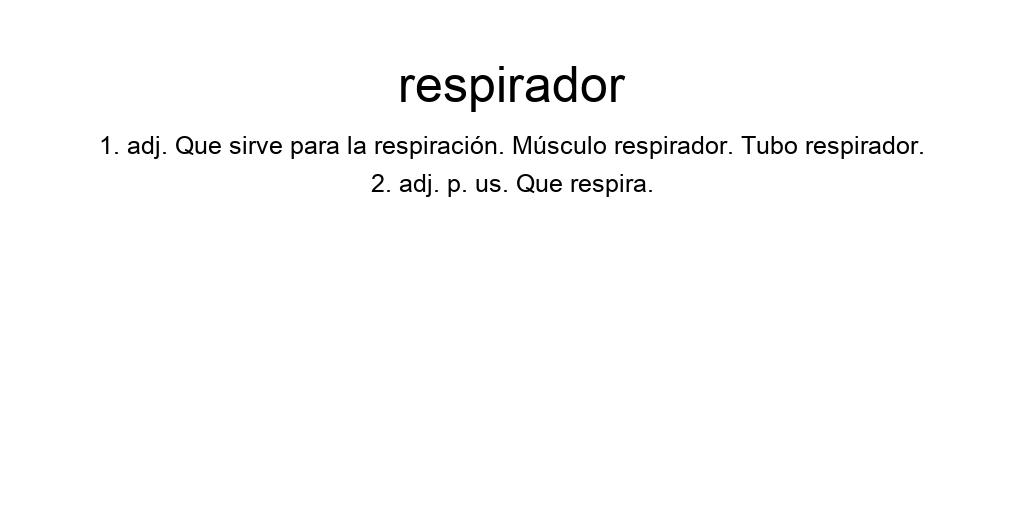 respirador
1. adj. Que sirve para la respiración. Músculo respirador. Tubo respirador.
2. adj. p. us. Que respira.